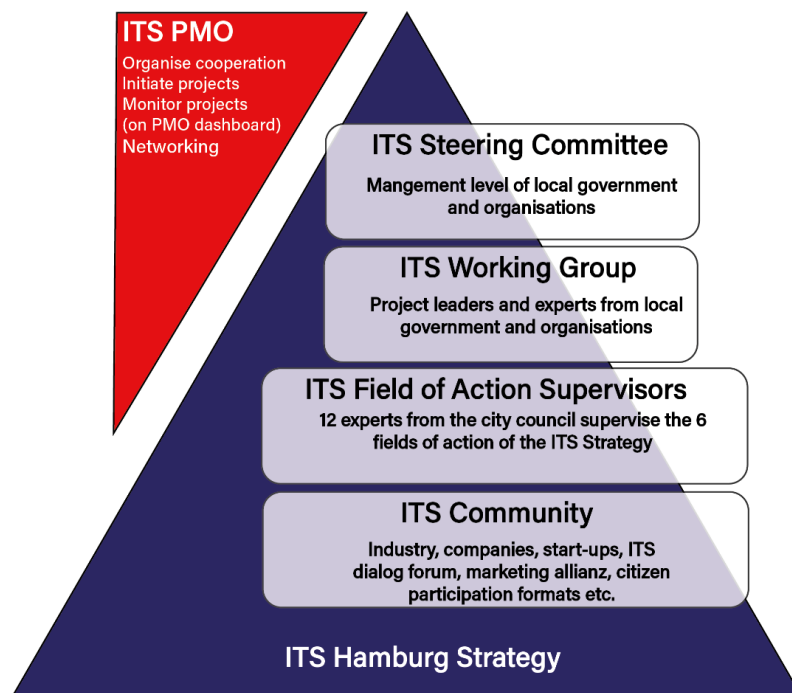 ITS PMO
Organise cooperation
Initiate projects
Monitor projects
(on PMO dashboard)
Networking
ITS Steering Committee
Mangement level of local government
and organisations
ITS Working Group
Project leaders and experts from local
government and organisations
ITS Field of Action Supervisors
12 experts from the city council supervise the 6
fields of action of the ITS Strategy
ITS Community
Industry, companies, start-ups, ITS
dialog forum, marketing allianz, citizen
participation formats etc.
ITS Hamburg Strategy